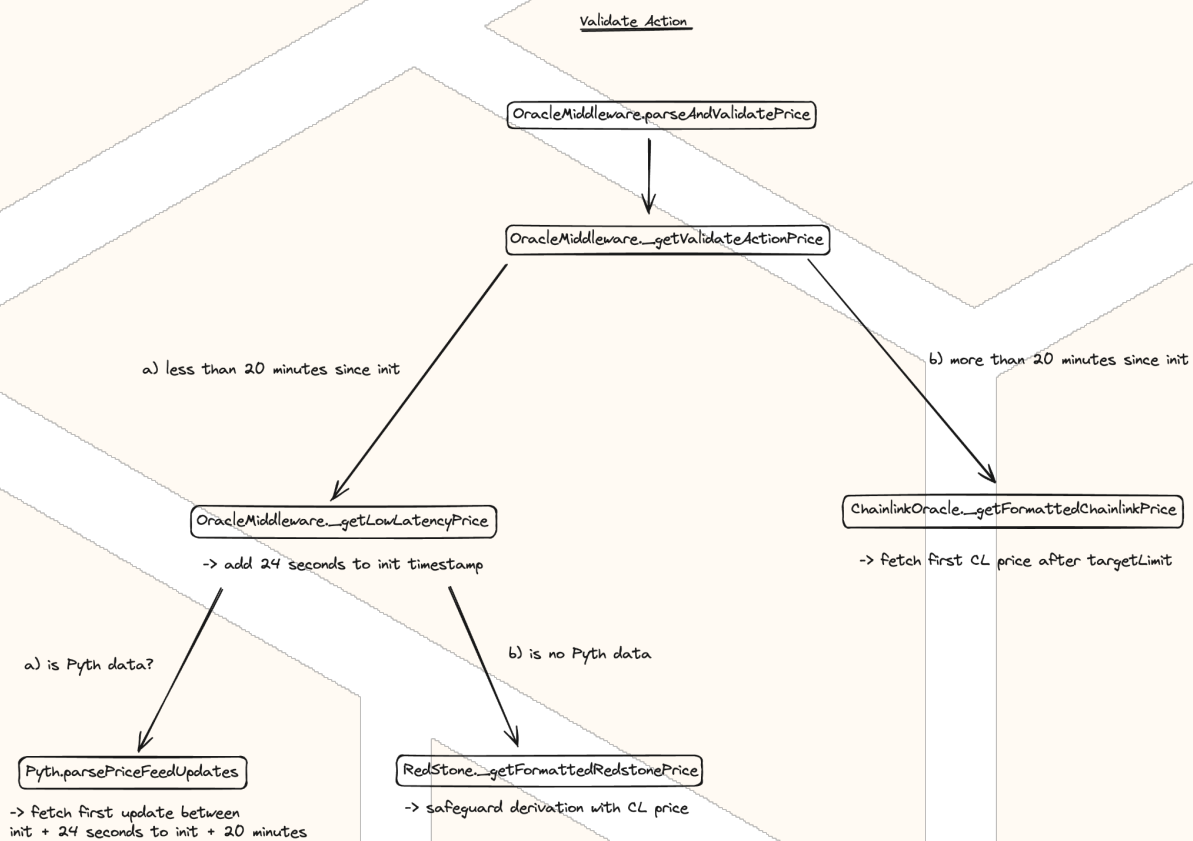 Validate Action
OracleMiddleware.parseAndValidatePrice
OracleMiddleware._getValidateActionPrice
a) less than 20 minutes since init
b) more than 20 minutes since init
OracleMiddleware._getLowLatencyPrice
-> add 24 seconds to init timestamp
ChainlinkOracle._getFormattedChainlinkPrice
-> fetch first CL price after targetLimit
a) is Pyth data?
b) is no Pyth data
Pyth.parsePriceFeedUpdates
-> fetch first update between
init + 24 seconds to init + 20 minutes
RedStone._getFormattedRedstonePrice
-> safeguard derivation with CL price